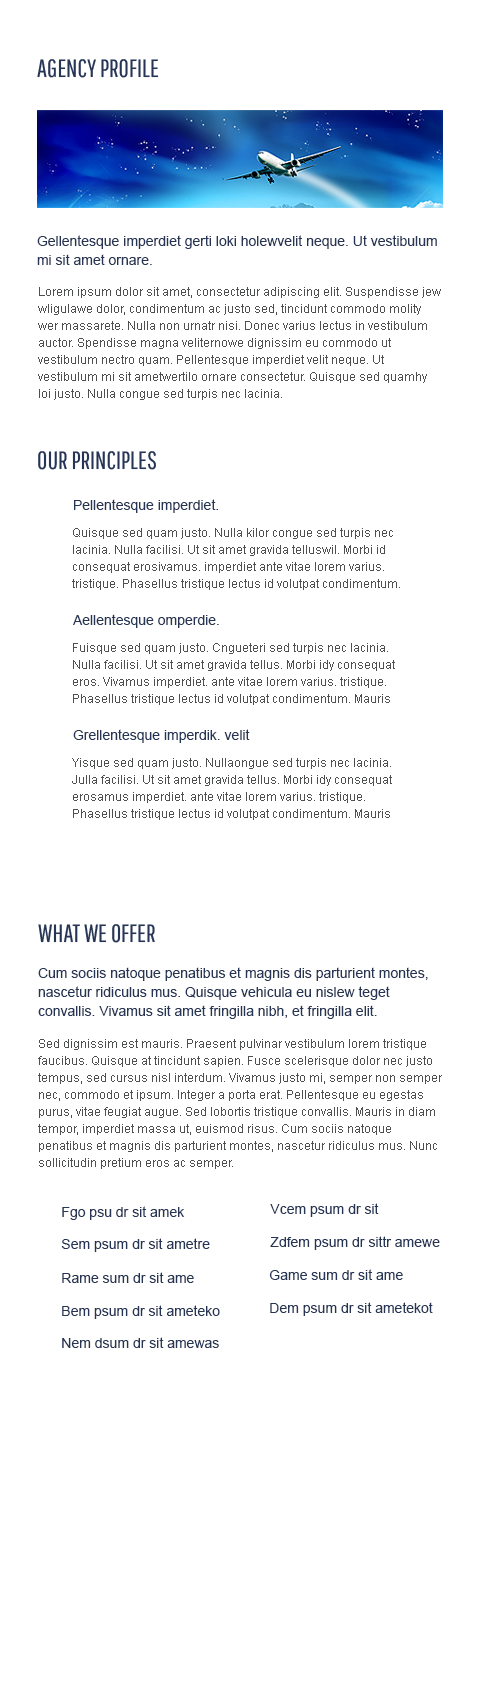 AGENCY PROFILE
Gellentesque imperdiet gerti loki holewvelit neque. Ut vestibulum
mi sit amet ornare.
Lorem ipsum dolor sit amet, consectetur adipiscing elit. Suspendisse jew
wligulawe dolor, condimentum ac justo sed, tincidunt commodo molity
wer massarete. Nulla non urnatr nisi. Donec varius lectus in vestibulum
auctor. Spendisse magna veliternowe dignissim eu commodo ut
vestibulum nectro quam. Pellentesque imperdiet velit neque. Ut
vestibulum mi sit ametwertilo ornare consectetur. Quisque sed quamhy
loi justo. Nulla congue sed turpis nec lacinia.
OUR PRINCIPLES
Pellentesque imperdiet.
Quisque sed quam justo. Nulla kilor congue sed turpis nec
lacinia. Nulla facilisi. Ut sit amet gravida telluswil. Morbi id
consequat erosivamus. imperdiet ante vitae lorem varius.
tristique. Phasellus tristique lectus id volutpat condimentum.
Aellentesque omperdie.
Fuisque sed quam justo. Cngueteri sed turpis nec lacinia.
Nulla facilisi. Ut sit amet gravida tellus. Morbi idy consequat
eros. Vivamus imperdiet. ante vitae lorem varius. tristique.
Phasellus tristique lectus id volutpat condimentum. Mauris
Grellentesque imperdik. velit
Yisque sed quam justo. Nullaongue sed turpis nec lacinia.
Julla facilisi. Ut sit amet gravida tellus. Morbi idy consequat
erosamus imperdiet. ante vitae lorem varius. tristique.
Phasellus tristique lectus id volutpat condimentum. Mauris
WHAT WE OFFER
Cum sociis natoque penatibus et magnis dis parturient montes,
nascetur ridiculus mus. Quisque vehicula eu nislew teget
convallis. Vivamus sit amet fringilla nibh, et fringilla elit.
Sed dignissim est mauris. Praesent pulvinar vestibulum lorem tristique
faucibus. Quisque at tincidunt sapien. Fusce scelerisque dolor nec justo
tempus, sed cursus nisl interdum. Vivamus justo mi, semper non semper
nec, commodo et ipsum. Integer a porta erat. Pellentesque eu egestas
purus, vitae feugiat augue. Sed lobortis tristique convallis. Mauris in diam
tempor, imperdiet massa ut, euismod risus. Cum sociis natoque
penatibus et magnis dis parturient montes, nascetur ridiculus mus. Nunc
sollicitudin pretium eros ac semper.
Fgo psu dr sit amek
Sem psum dr sit ametre
Rame sum dr sit ame
Bem psum dr sit ameteko
Nem dsum dr sit amewas
Vcem psum dr sit
Zdfem psum dr sittr amewe
Game sum dr sit ame
Dem psum dr sit ametekot